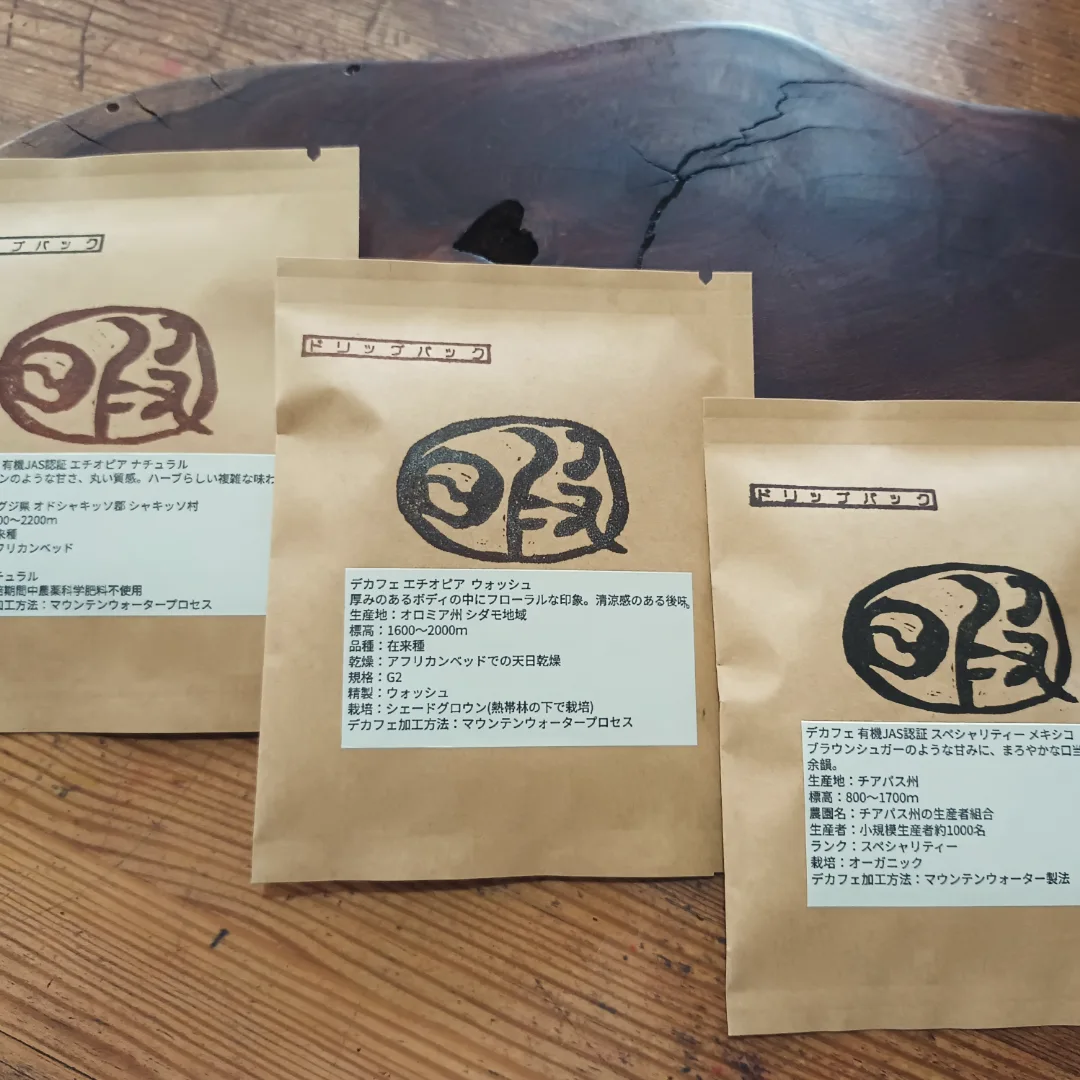 プパック
暇
有機JAS認証 エチオピア ナチュラル
ンのような甘さ、丸い質感。ハーブらしい複雑な味わ
グジ県 オドシャキッソ郡 シャキッソ村
00〜2200m
来種
フリカンベッド
チュラル
期間中農薬科学肥料不使用
加工方法：マウンテンウォータープロセス
ドリップパック
暇
デカフェ エチオピア ウォッシュ
厚みのあるボディの中にフローラルな印象。清涼感のある後味。
生産地：オロミア州 シダモ地域
標高：1600〜2000m
品種：在来種
乾燥：アフリカンベッドでの天日乾燥
規格：G2
精製：ウォッシュ
栽培：シェードグロウン(熱帯林の下で栽培)
デカフェ加工方法：マウンテンウォータープロセス
ドリップパック
暇
デカフェ 有機JAS認証 スペシャリティー メキシコ
ブラウンシュガーのような甘みに、まろやかな口当
余韻。
生産地：チアパス州
標高：800〜1700m
農園名：チアパス州の生産者組合
生産者：小規模生産者約1000名
ランク：スペシャリティー
栽培：オーガニック
デカフェ加工方法：マウンテンウォーター製法